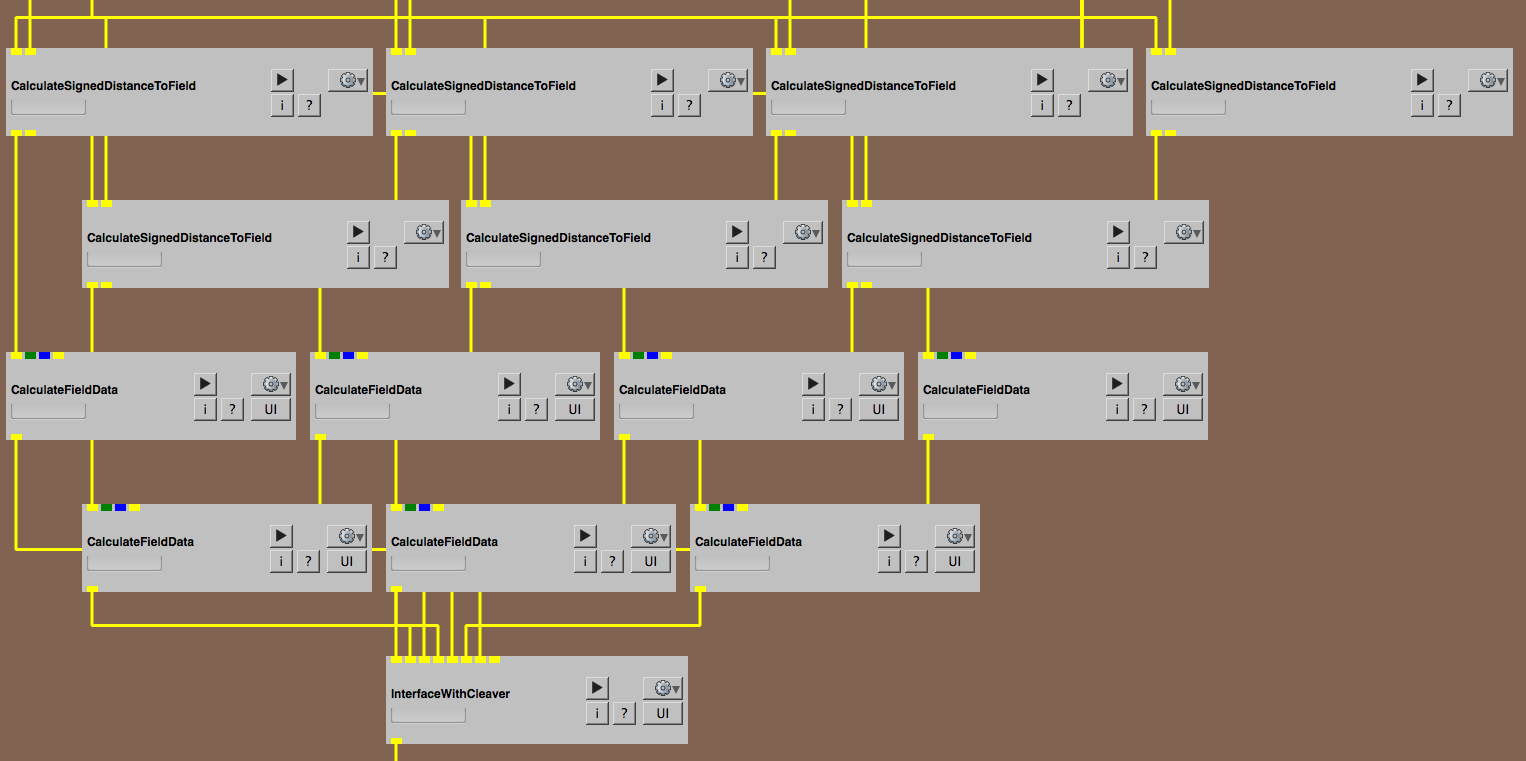 CalculateSignedDistanceToField
i ?
CalculateSignedDistanceToField
i ?
CalculateSignedDistanceToField
i ?
CalculateSignedDistanceToField
i ?
CalculateSignedDistanceToField
i ?
CalculateSignedDistanceToField
i ?
CalculateSignedDistanceToField
i ?
CalculateFieldData
i ? UI
CalculateFieldData
i ? UI
CalculateFieldData
i ? UI
CalculateFieldData
i ? UI
CalculateFieldData
i ? UI
CalculateFieldData
i ? UI
CalculateFieldData
i ? UI
InterfaceWithCleaver
i ? UI